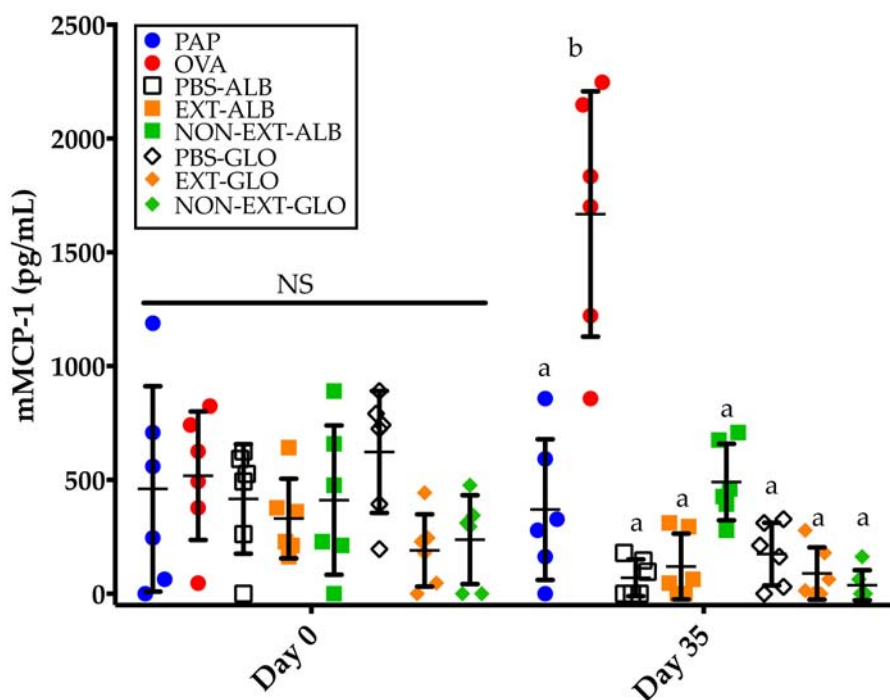 2500
2000
1500
1000
500
0
mMCP-1 (pg/mL)
PAP
OVA
PBS-ALB
EXT-ALB
NON-EXT-ALB
PBS-GLO
EXT-GLO
NON-EXT-GLO
NS
a
b
a
a
a
a
a
a
Day 0
Day 35